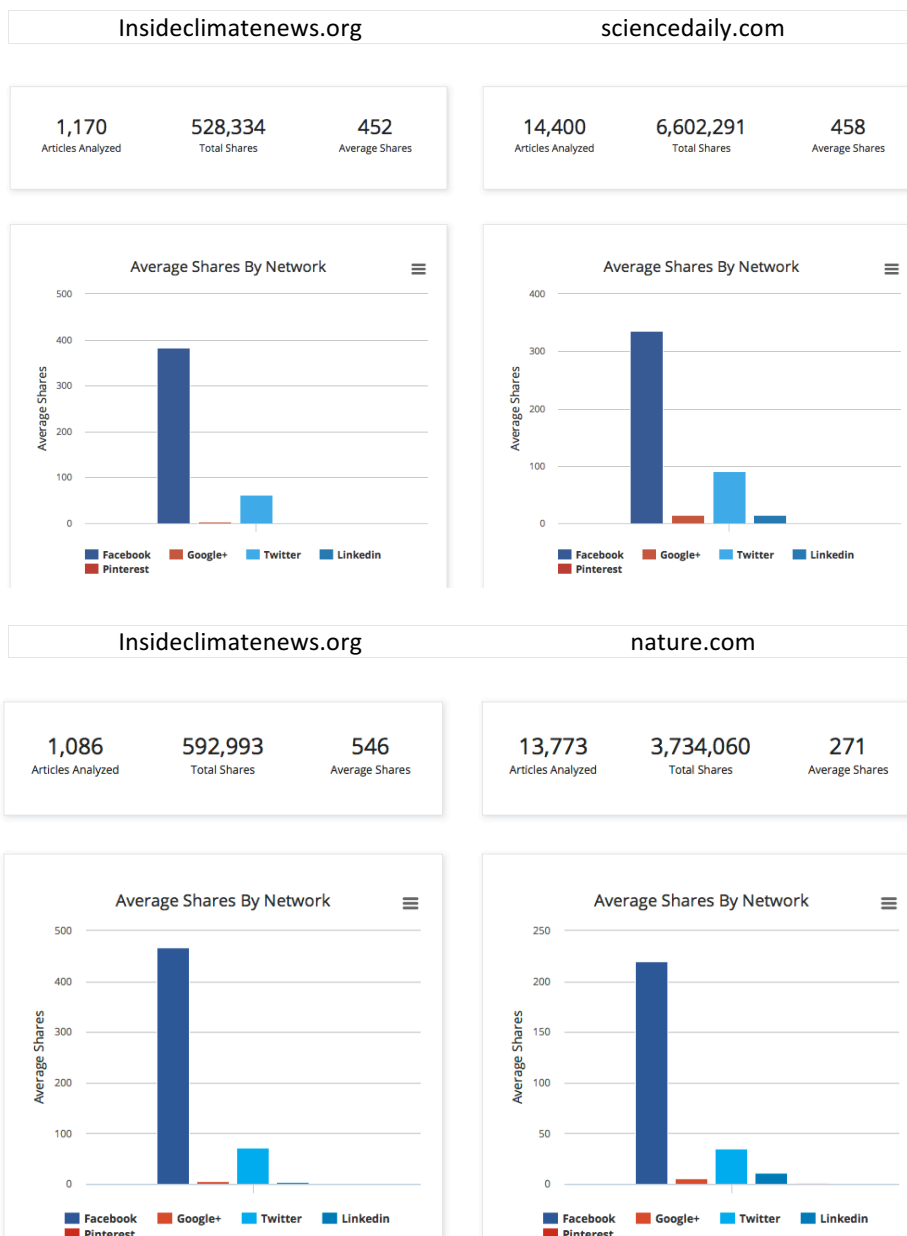 Insideclimatenews.org sciencedaily.com
1,170 528,334 452 14,400 6,602,291 458
Articles Analyzed Total Shares Average Shares Articles Analyzed Total Shares Average Shares
Average Shares By Network Average Shares By Network
500 400
400
300
300
200
200
100
100
0 0
Average Shares Average Shares
Facebook Google+ Twitter Linkedin Facebook Google+ Twitter Linkedin
Pinterest Pinterest
Insideclimatenews.org nature.com
1,086 592,993 546 13,773 3,734,060 271
Articles Analyzed Total Shares Average Shares Articles Analyzed Total Shares Average Shares
Average Shares By Network Average Shares By Network
500 250
400 200
300 150
200 100
100 50
0 0
Average Shares Average Shares
Facebook Google+ Twitter Linkedin Facebook Google+ Twitter Linkedin
Pinterest Pinterest